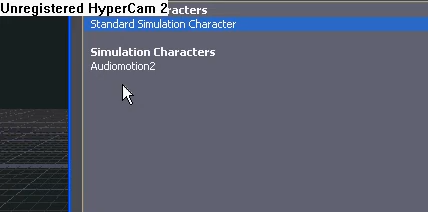 Unregistered HyperCam 2
racters
Standard Simulation Character
Simulation Characters
Audiomotion2